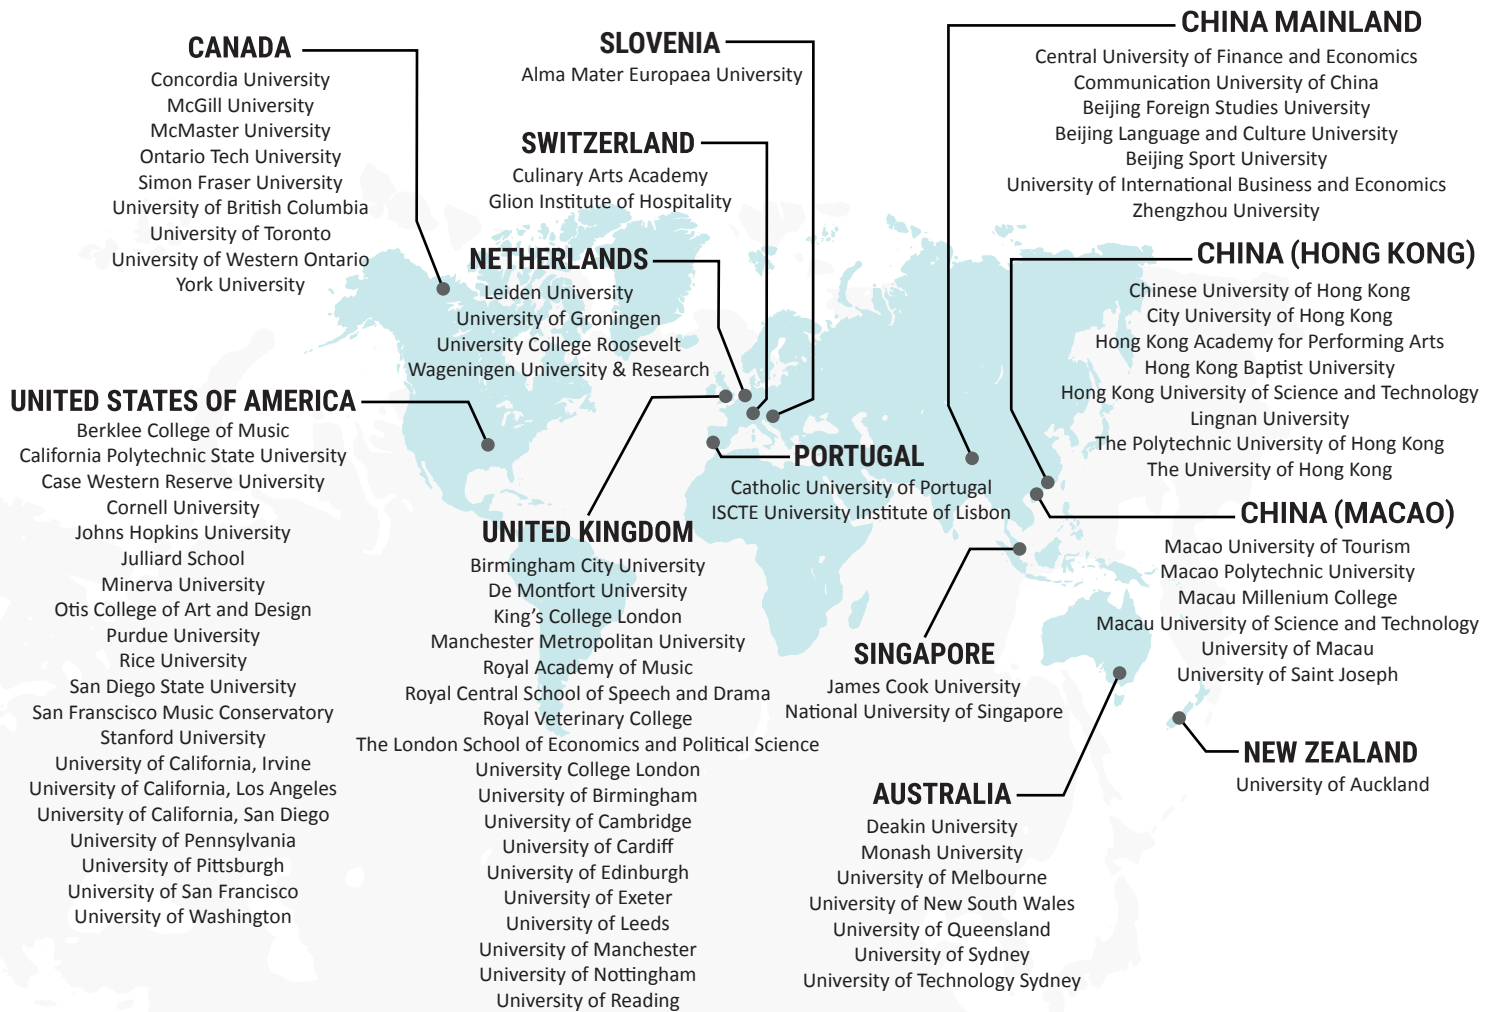 CANADA
Concordia University
McGill University
McMaster University
Ontario Tech University
Simon Fraser University
University of British Columbia
University of Toronto
University of Western Ontario
York University
SLOVENIA
Alma Mater Europaea University
SWITZERLAND
Culinary Arts Academy
Glion Institute of Hospitality
NETHERLANDS
Leiden University
University of Groningen
University College Roosevelt
Wageningen University & Research
CHINA MAINLAND
Central University of Finance and Economics
Communication University of China
Beijing Foreign Studies University
Beijing Language and Culture University
Beijing Sport University
University of International Business and Economics
Zhengzhou University
CHINA (HONG KONG)
Chinese University of Hong Kong
City University of Hong Kong
Hong Kong Academy for Performing Arts
Hong Kong Baptist University
Hong Kong University of Science and Technology
Lingnan University
The Polytechnic University of Hong Kong
The University of Hong Kong
UNITED STATES OF AMERICA
Berklee College of Music
California Polytechnic State University
Case Western Reserve University
Cornell University
Johns Hopkins University
Julliard School
Minerva University
Otis College of Art and Design
Purdue University
Rice University
San Diego State University
San Franscisco Music Conservatory
Stanford University
University of California, Irvine
University of California, Los Angeles
University of California, San Diego
University of Pennsylvania
University of Pittsburgh
University of San Francisco
University of Washington
PORTUGAL
Catholic University of Portugal
ISCTE University Institute of Lisbon
UNITED KINGDOM
Birmingham City University
De Montfort University
King's College London
Manchester Metropolitan University
Royal Academy of Music
Royal Central School of Speech and Drama
Royal Veterinary College
The London School of Economics and Political Science
University College London
University of Birmingham
University of Cambridge
University of Cardiff
University of Edinburgh
University of Exeter
University of Leeds
University of Manchester
University of Nottingham
University of Reading
CHINA (MACAO)
Macao University of Tourism
Macao Polytechnic University
Macau Millenium College
Macau University of Science and Technology
University of Macau
University of Saint Joseph
SINGAPORE
James Cook University
National University of Singapore
NEW ZEALAND
University of Auckland
AUSTRALIA
Deakin University
Monash University
University of Melbourne
University of New South Wales
University of Queensland
University of Sydney
University of Technology Sydney